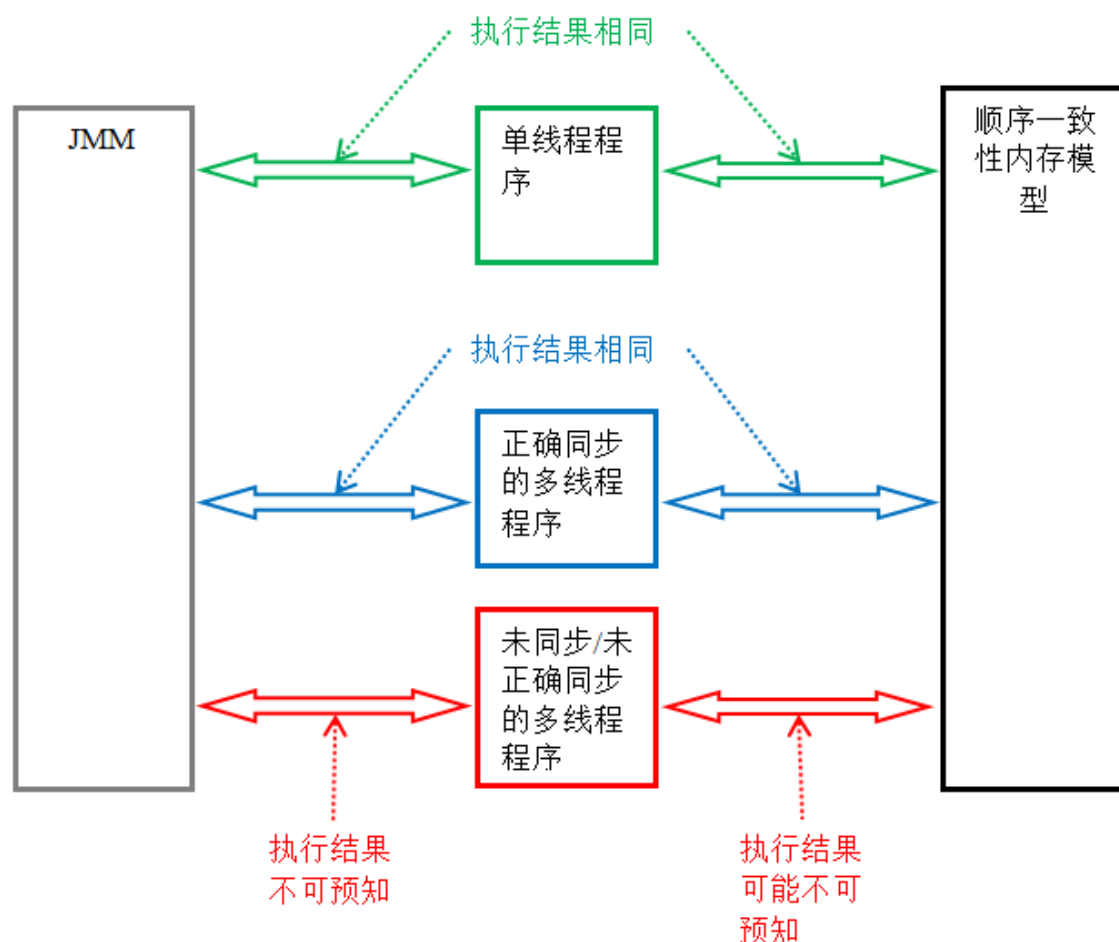 执行结果相同
JMM
单线程程
序
顺序一致
性内存模
型
执行结果相同
正确同步
的多线程
程序
未同步/未
正确同步
的多线程
程序
执行结果
不可预知
执行结果
可能不可
预知